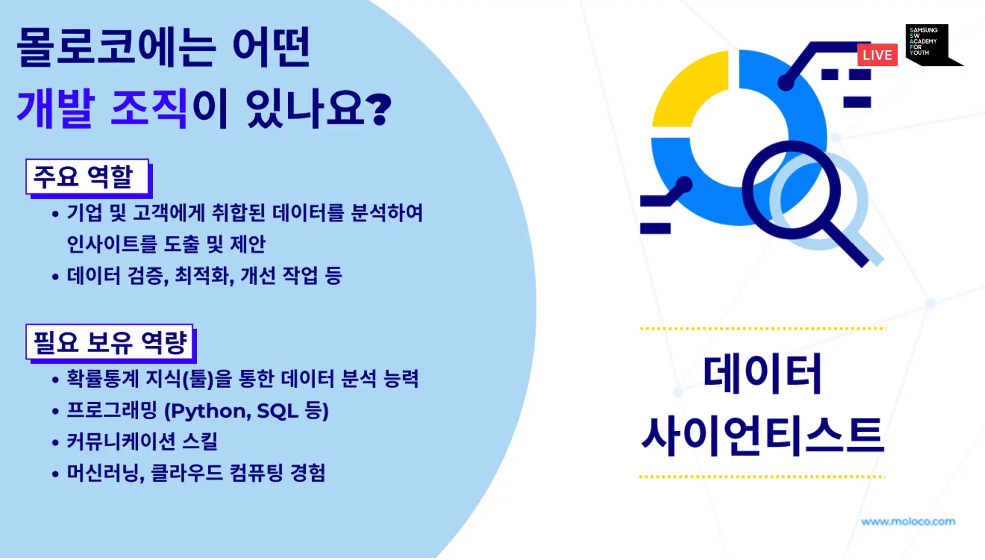 몰로코에는 어떤
개발 조직이 있나요?
주요 역할
• 기업 및 고객에게 취합된 데이터를 분석하여
인사이트를 도출 및 제안
• 데이터 검증, 최적화, 개선 작업 등
필요 보유 역량
• 확률통계 지식(툴)을 통한 데이터 분석 능력
• 프로그래밍 (Python, SQL 등)
• 커뮤니케이션 스킬
• 머신러닝, 클라우드 컴퓨팅 경험
LIVE
SAMSUNG
SW
ACADEMY
FOR
YOUTH
데이터
사이언티스트
www.moloco.com